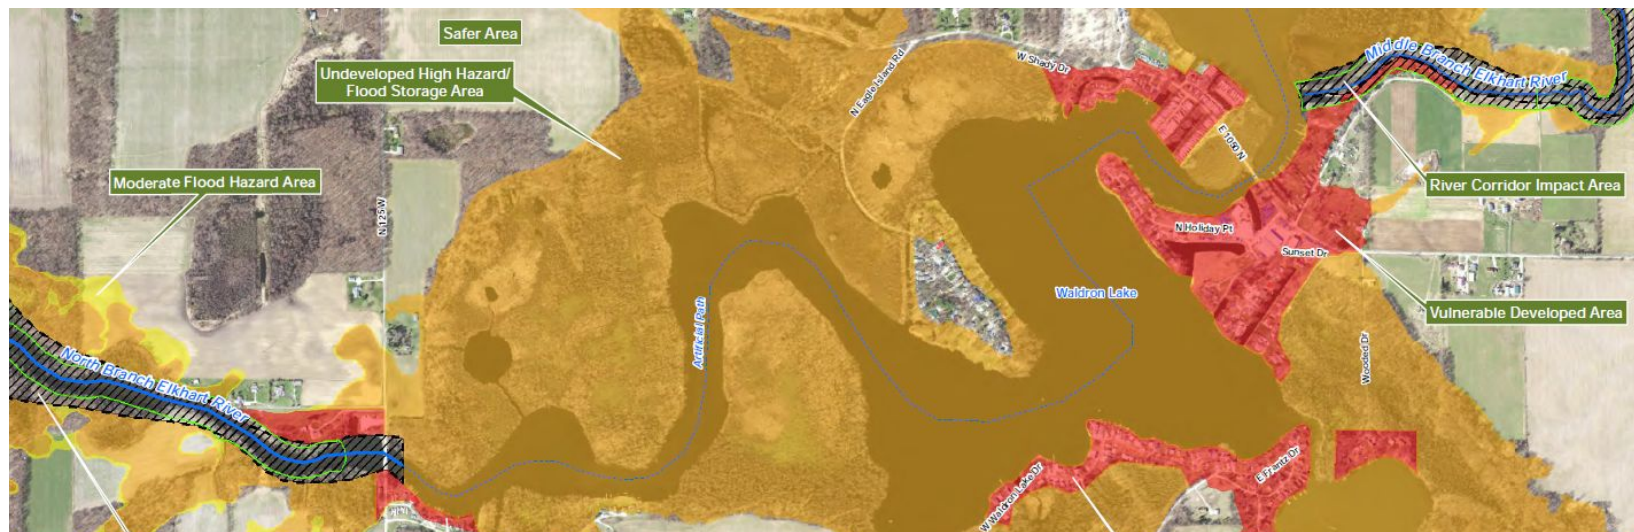 Safer Area
Undeveloped High Hazard/
Flood Storage Area
Moderate Flood Hazard Area
N 125 W
N Eagle Island Rd
W Shady Dr
Middle Branch Elkhart River
E 1050 N
River Corridor Impact Area
N Holiday Pt
Sunset Dr
Waldron Lake
Vulnerable Developed Area
Artificial Path
Wooded Dr
North Branch Elkhart River
W Waldron Lake Dr
E Frantz Dr